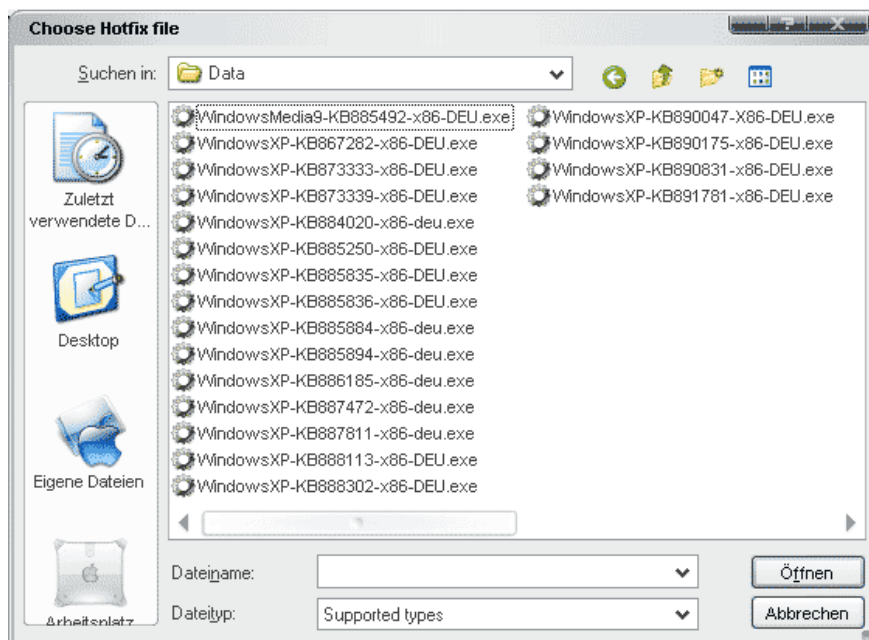 Choose Hotfix file
Suchen in: Data
WindowsMedia9-KB885492-x86-DEU.exe
WindowsXP-KB867282-x86-DEU.exe
WindowsXP-KB873333-x86-DEU.exe
WindowsXP-KB873339-x86-DEU.exe
WindowsXP-KB884020-x86-deu.exe
WindowsXP-KB885250-x86-DEU.exe
WindowsXP-KB885835-x86-DEU.exe
WindowsXP-KB885836-x86-DEU.exe
WindowsXP-KB885884-x86-deu.exe
WindowsXP-KB885894-x86-deu.exe
WindowsXP-KB886185-x86-deu.exe
WindowsXP-KB887472-x86-deu.exe
WindowsXP-KB887811-x86-deu.exe
WindowsXP-KB888113-x86-DEU.exe
WindowsXP-KB888302-x86-DEU.exe
WindowsXP-KB890047-X86-DEU.exe
WindowsXP-KB890175-x86-DEU.exe
WindowsXP-KB890831-x86-DEU.exe
WindowsXP-KB891781-x86-DEU.exe
Zuletzt
verwendete D...
Desktop
Eigene Dateien
Arbeitsplatz
Dateiname:
Öffnen
Dateityp: Supported types
Abbrechen